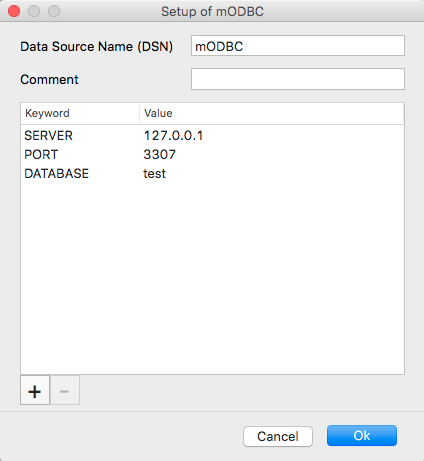 Setup of mODBC
Data Source Name (DSN) mODBC
Comment
Keyword Value
SERVER 127.0.0.1
PORT 3307
DATABASE test
+ −
Cancel Ok